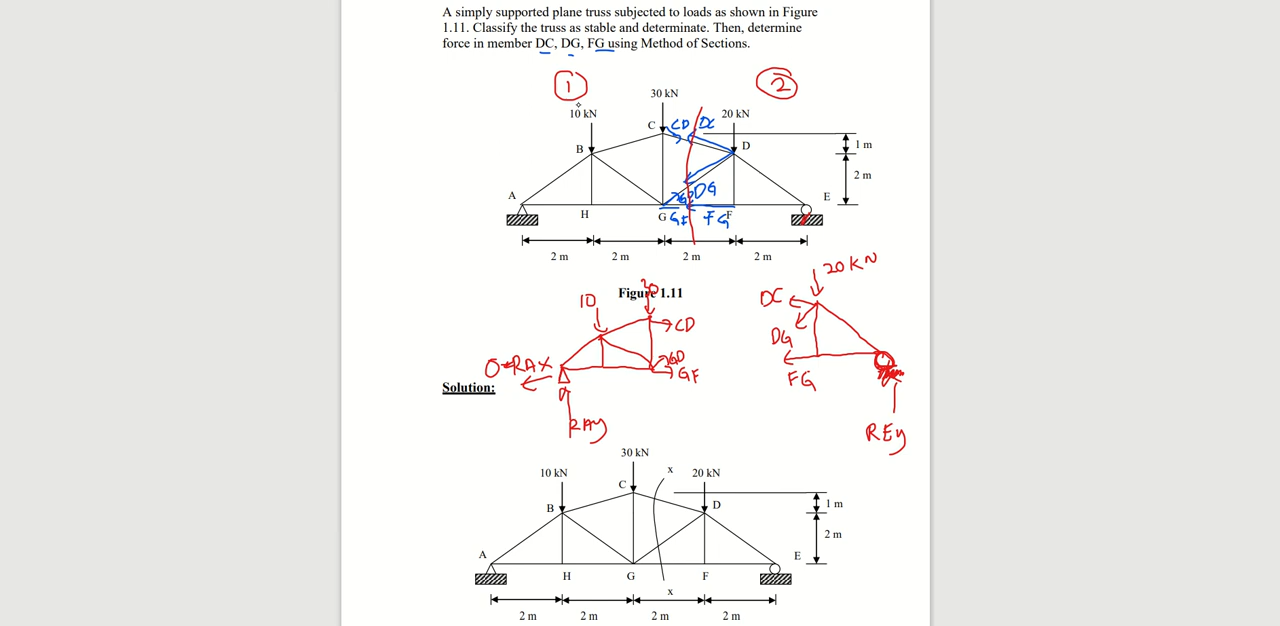 A simply supported plane truss subjected to loads as shown in Figure
1.11. Classify the truss as stable and determinate. Then, determine
force in member DC, DG, FG using Method of Sections.
1
2
30 kN
10 kN
20 kN
C
CD
DC
B
D
1 m
2 m
A
E
DG
H
G
GF
FG
F
2 m
2 m
2 m
2 m
20 KN
Figure 1.11
10
30
DC
CD
DG
GD
GF
RAX
FG
Solution:
RAy
REy
30 kN
10 kN
x
20 kN
C
B
D
1 m
2 m
A
E
H
G
F
x
2 m
2 m
2 m
2 m